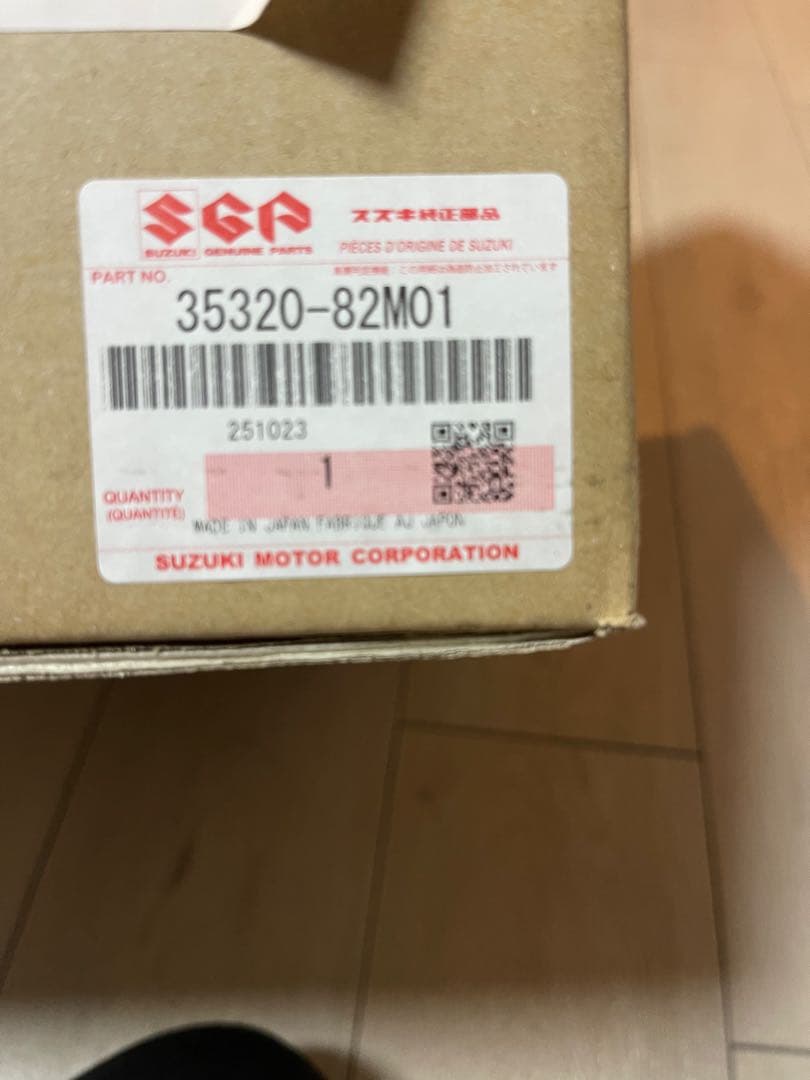 SGP
スズキ純正部品
SUZUKI GENUINE PARTS
PIÈCES D'ORIGINE DE SUZUKI
PART NO.
35320-82M01
251023
1
QUANTITY
(QUANTITÉ)
MADE IN JAPAN FABRIQUE AU JAPON
SUZUKI MOTOR CORPORATION